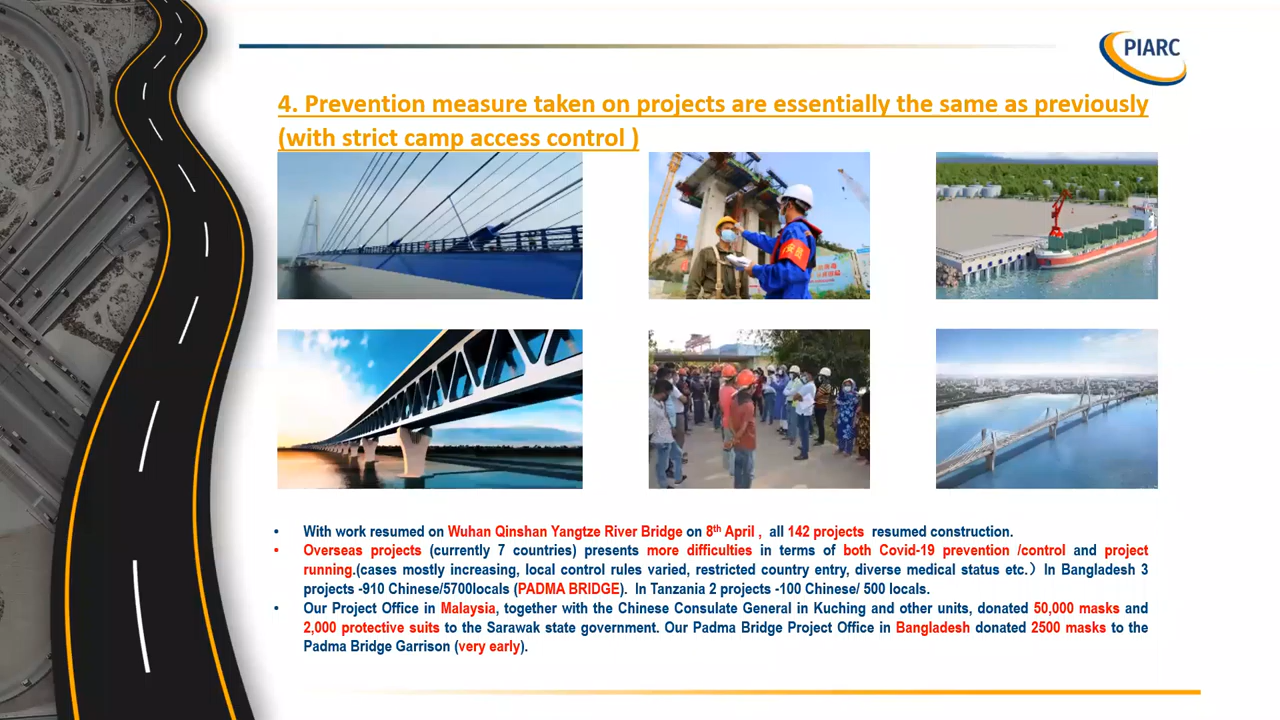 PIARC
4. Prevention measure taken on projects are essentially the same as previously
(with strict camp access control )
• With work resumed on Wuhan Qinshan Yangtze River Bridge on 8th April , all 142 projects resumed construction.
• Overseas projects (currently 7 countries) presents more difficulties in terms of both Covid-19 prevention /control and project
running.(cases mostly increasing, local control rules varied, restricted country entry, diverse medical status etc.）In Bangladesh 3
projects -910 Chinese/5700locals (PADMA BRIDGE). In Tanzania 2 projects -100 Chinese/ 500 locals.
• Our Project Office in Malaysia, together with the Chinese Consulate General in Kuching and other units, donated 50,000 masks and
2,000 protective suits to the Sarawak state government. Our Padma Bridge Project Office in Bangladesh donated 2500 masks to the
Padma Bridge Garrison (very early).